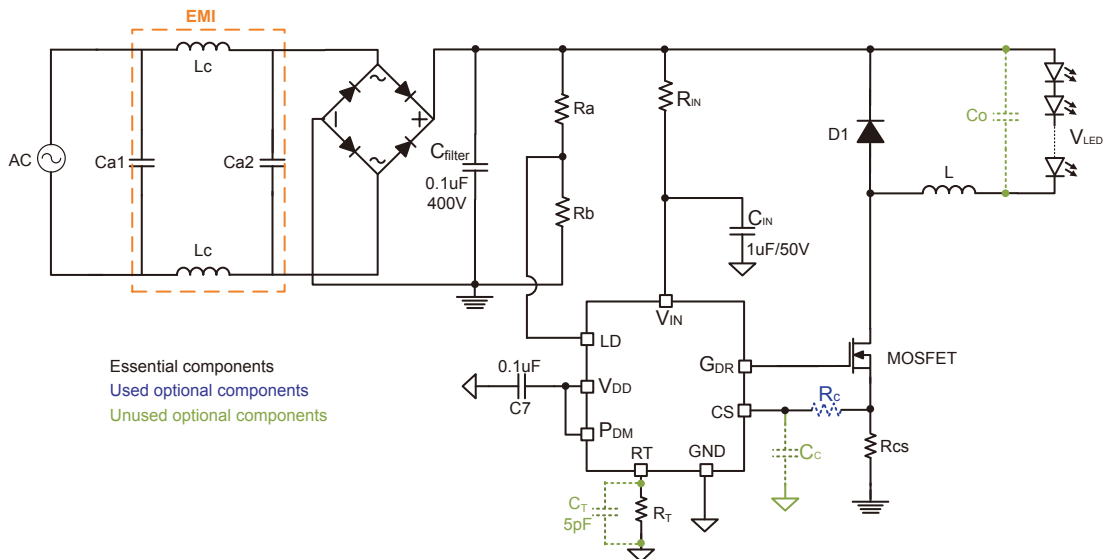 EMI
Lc
AC
Ca1
Ca2
Lc
Cfilter
0.1uF
400V
Ra
Rb
RIN
CIN
1uF/50V
D1
Co
VLED
L
VIN
LD
GDR
MOSFET
0.1uF
C7
VDD
PDM
CS
Rc
Cc
Rcs
RT
GND
CT
5pF
RT
Essential components
Used optional components
Unused optional components